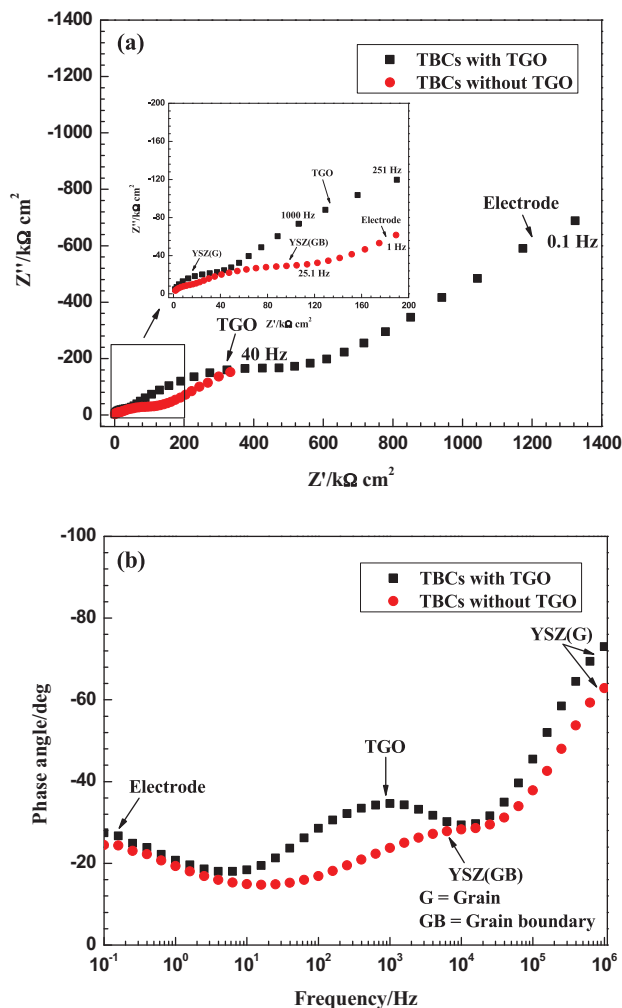 (a)
TBCs with TGO
TBCs without TGO
-1400
-1200
-1000
-800
-600
-400
-200
0
Z''/kΩ cm²
0
200
400
600
800
1000
1200
1400
Z'/kΩ cm²
Electrode
0.1 Hz
TGO
40 Hz
-200
-160
-120
-80
-40
0
Z''/kΩ cm²
0
40
80
120
160
200
Z'/kΩ cm²
251 Hz
TGO
1000 Hz
YSZ(G)
YSZ(GB)
25.1 Hz
Electrode
1 Hz
(b)
TBCs with TGO
TBCs without TGO
-100
-80
-60
-40
-20
0
Phase angle/deg
YSZ(G)
TGO
Electrode
YSZ(GB)
G = Grain
GB = Grain boundary
10⁻¹
10⁰
10¹
10²
10³
10⁴
10⁵
10⁶
Frequency/Hz